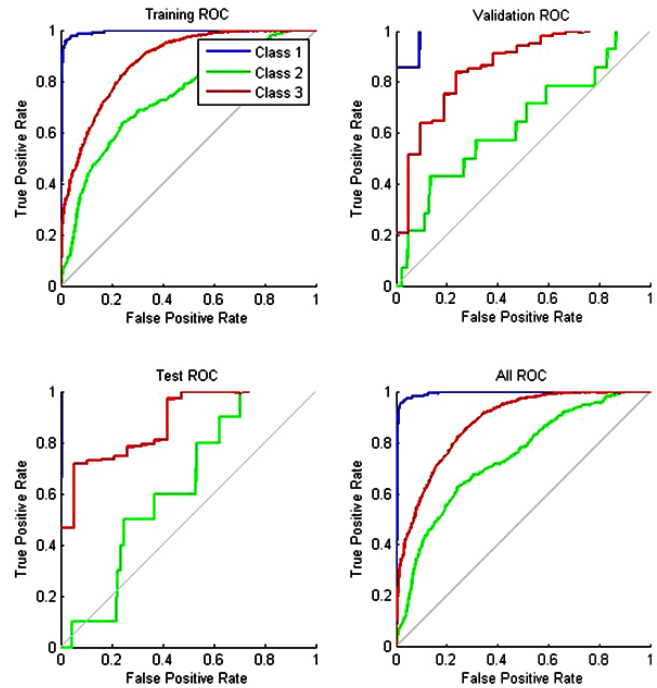 Training ROC
True Positive Rate
1
0.8
0.6
0.4
0.2
0
Class 1
Class 2
Class 3
0 0.2 0.4 0.6 0.8 1
False Positive Rate
Validation ROC
True Positive Rate
1
0.8
0.6
0.4
0.2
0
0 0.2 0.4 0.6 0.8 1
False Positive Rate
Test ROC
True Positive Rate
1
0.8
0.6
0.4
0.2
0
0 0.2 0.4 0.6 0.8 1
False Positive Rate
All ROC
True Positive Rate
1
0.8
0.6
0.4
0.2
0
0 0.2 0.4 0.6 0.8 1
False Positive Rate